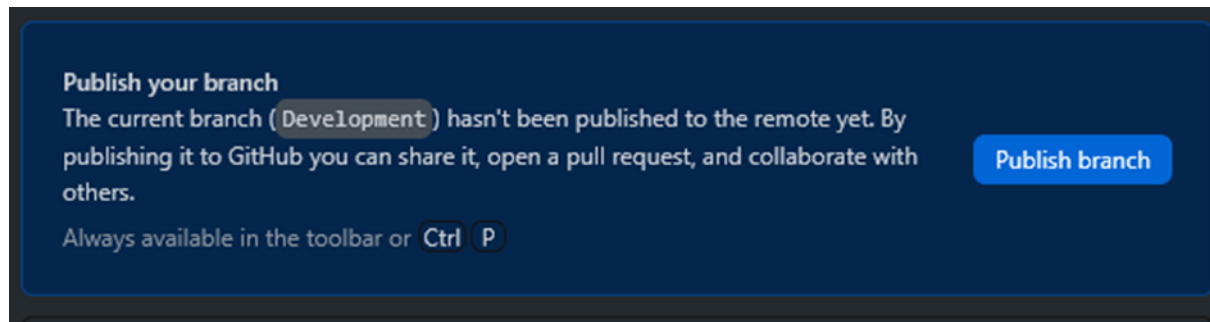 Publish your branch
The current branch ( Development ) hasn't been published to the remote yet. By
publishing it to GitHub you can share it, open a pull request, and collaborate with
others.
Publish branch
Always available in the toolbar or Ctrl P